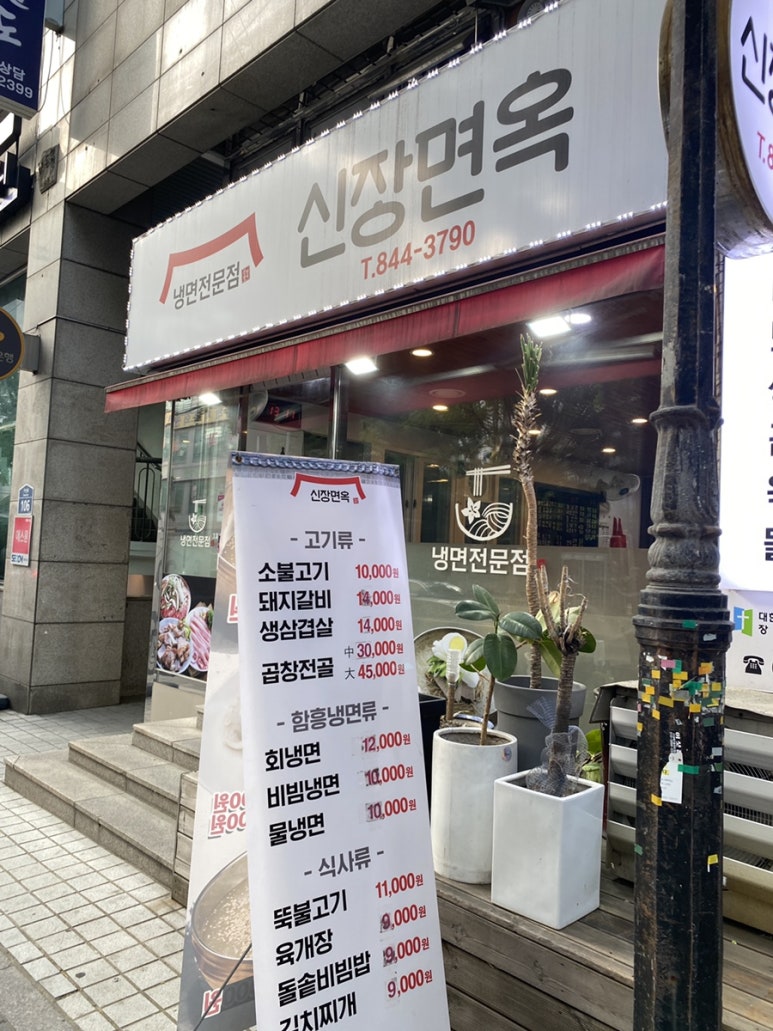 상담
2399
신장면옥
냉면전문점
T.844-3790
106
냉면전문점
냉면전문점
신장면옥
- 고기류 -
소불고기 10,000원
돼지갈비 14,000원
생삼겹살 14,000원
곱창전골 中 30,000원
大 45,000원
- 함흥냉면류 -
회냉면 12,000원
비빔냉면 10,000원
물냉면 10,000원
- 식사류 -
뚝불고기 11,000원
육개장 9,000원
돌솥비빔밥 9,000원
김치찌개 9,000원